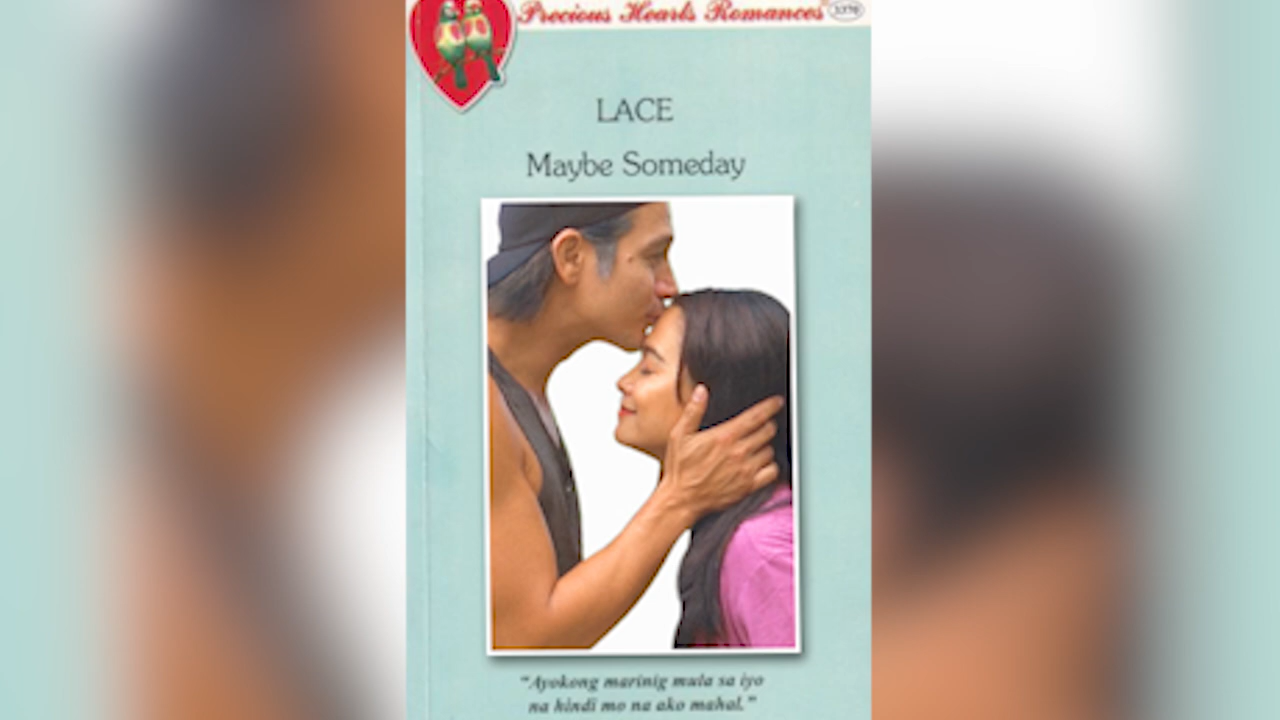 Precious Hearts Romances
LACE
Maybe Someday
"Ayokong marinig mula sa iyo
na hindi mo na ako mahal."